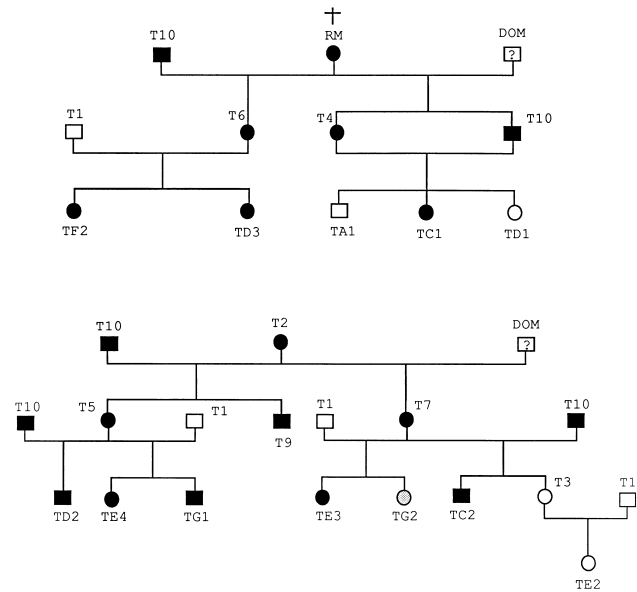 RM
T10
DOM
?
T1
T6
T4
T10
TF2
TD3
TA1
TC1
TD1
T10
T2
DOM
?
T10
T5
T1
T9
T1
T7
T10
TD2
TE4
TG1
TE3
TG2
TC2
T3
T1
TE2